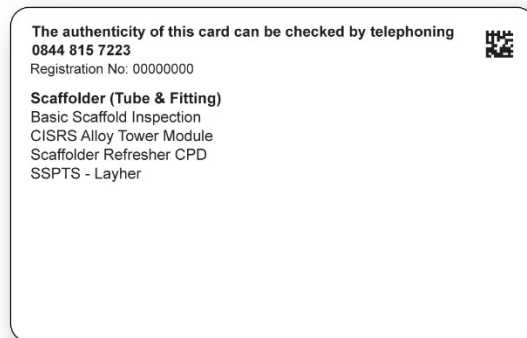 The authenticity of this card can be checked by telephoning
0844 815 7223
Registration No: 00000000
Scaffolder (Tube & Fitting)
Basic Scaffold Inspection
CISRS Alloy Tower Module
Scaffolder Refresher CPD
SSPTS - Layher